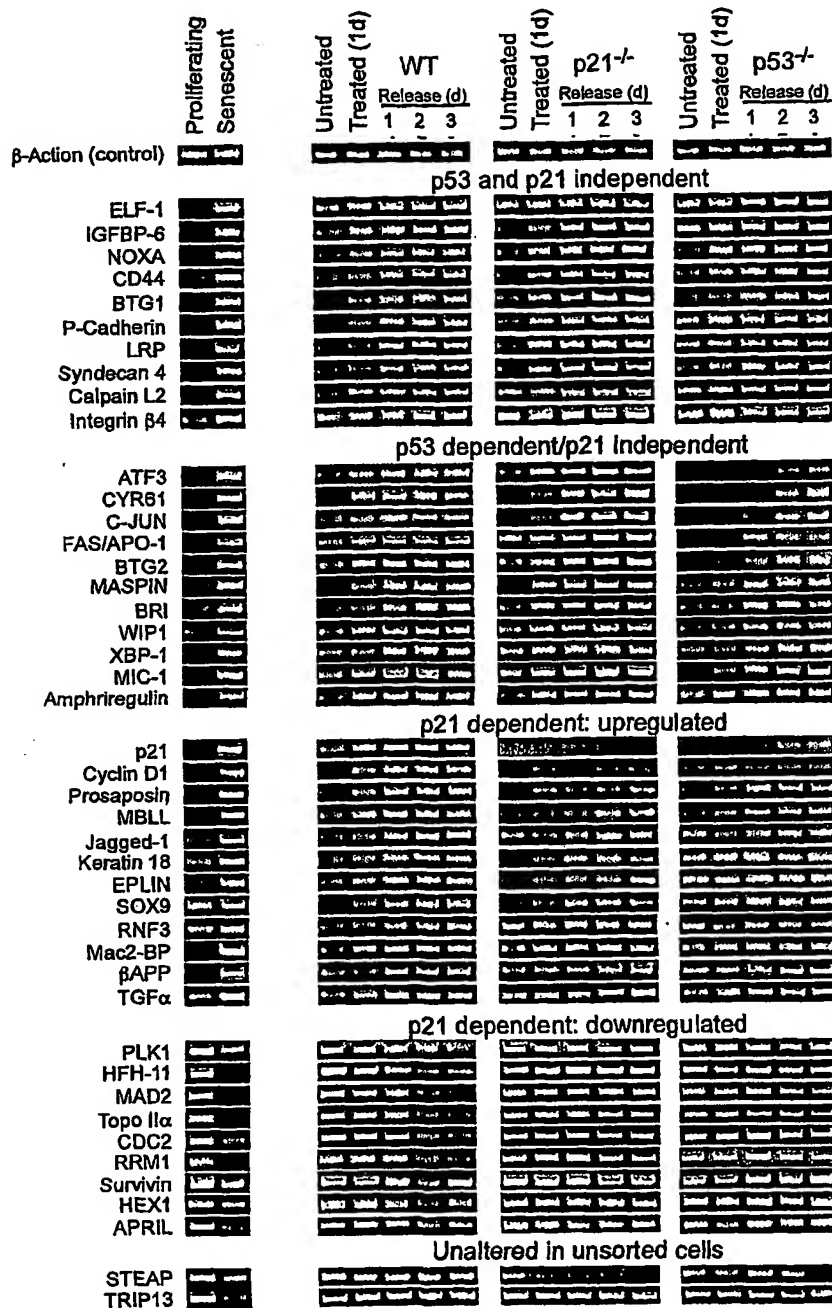 Proliferating
Senescent
Untreated
Treated (1d)
WT
Release (d)
1 2 3
Untreated
Treated (1d)
p21-/-
Release (d)
1 2 3
Untreated
Treated (1d)
p53-/-
Release (d)
1 2 3
β-Action (control)
p53 and p21 independent
ELF-1
IGFBP-6
NOXA
CD44
BTG1
P-Cadherin
LRP
Syndecan 4
Calpain L2
Integrin β4
p53 dependent/p21 independent
ATF3
CYR61
C-JUN
FAS/APO-1
BTG2
MASPIN
BRI
WIP1
XBP-1
MIC-1
Amphriregulin
p21 dependent: upregulated
p21
Cyclin D1
Prosaposin
MBLL
Jagged-1
Keratin 18
EPLIN
SOX9
RNF3
Mac2-BP
βAPP
TGFα
p21 dependent: downregulated
PLK1
HFH-11
MAD2
Topo IIα
CDC2
RRM1
Survivin
HEX1
APRIL
Unaltered in unsorted cells
STEAP
TRIP13